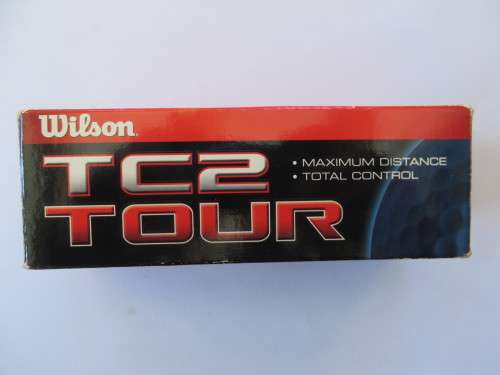 Wilson
TC2
TOUR
• MAXIMUM DISTANCE
• TOTAL CONTROL